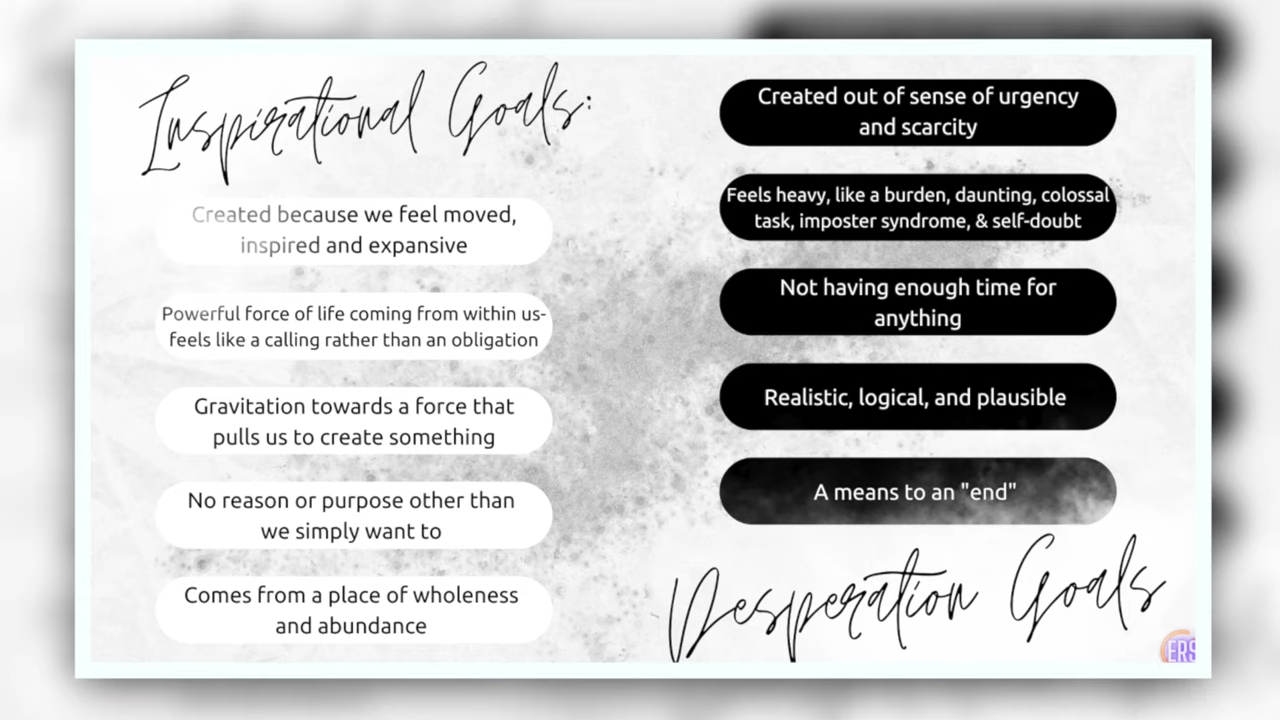 Inspirational Goals:
Created because we feel moved,
inspired and expansive
Powerful force of life coming from within us-
feels like a calling rather than an obligation
Gravitation towards a force that
pulls us to create something
No reason or purpose other than
we simply want to
Comes from a place of wholeness
and abundance
Created out of sense of urgency
and scarcity
Feels heavy, like a burden, daunting, colossal
task, imposter syndrome, & self-doubt
Not having enough time for
anything
Realistic, logical, and plausible
A means to an "end"
Desperation Goals
ERS